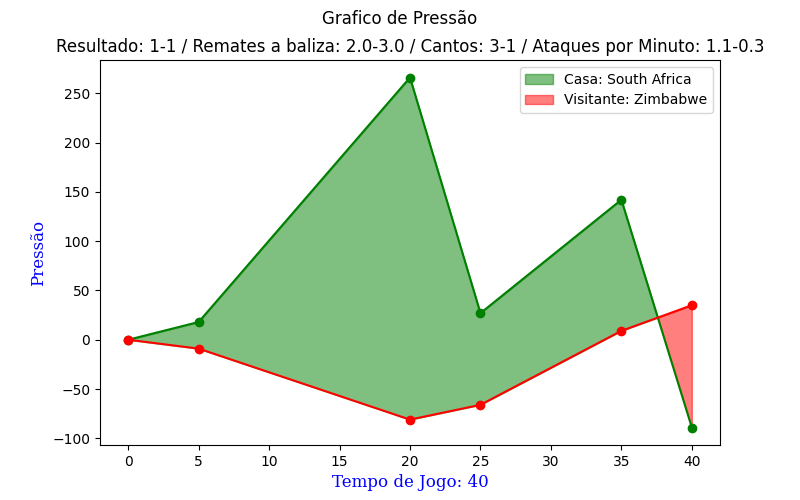 Grafico de Pressão
Resultado: 1-1 / Remates a baliza: 2.0-3.0 / Cantos: 3-1 / Ataques por Minuto: 1.1-0.3
Casa: South Africa
Visitante: Zimbabwe
Pressão
250
200
150
100
50
0
−50
−100
0 5 10 15 20 25 30 35 40
Tempo de Jogo: 40